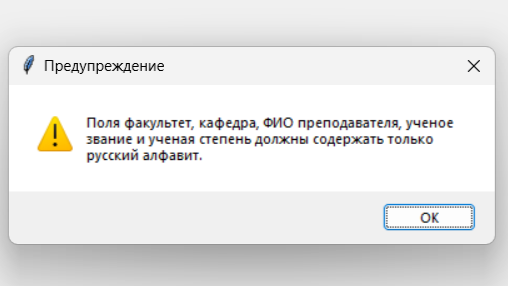 Предупреждение
Поля факультет, кафедра, ФИО преподавателя, ученое
звание и ученая степень должны содержать только
русский алфавит.
OK